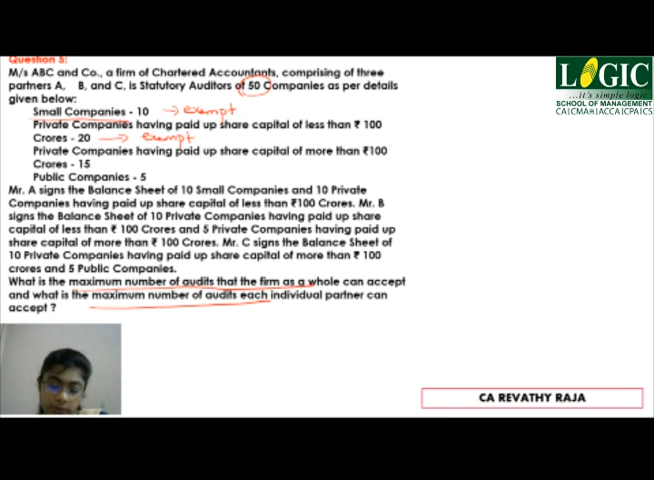 Question 5:
M/s ABC and Co., a firm of Chartered Accountants, comprising of three
partners A, B, and C, is Statutory Auditors of 50 Companies as per details
given below:
Small Companies - 10 → exempt
Private Companies having paid up share capital of less than ₹ 100
Crores - 20 → exempt
Private Companies having paid up share capital of more than ₹100
Crores - 15
Public Companies - 5
Mr. A signs the Balance Sheet of 10 Small Companies and 10 Private
Companies having paid up share capital of less than ₹100 Crores. Mr. B
signs the Balance Sheet of 10 Private Companies having paid up share
capital of less than ₹ 100 Crores and 5 Private Companies having paid up
share capital of more than ₹ 100 Crores. Mr. C signs the Balance Sheet of
10 Private Companies having paid up share capital of more than ₹ 100
crores and 5 Public Companies.
What is the maximum number of audits that the firm as a whole can accept
and what is the maximum number of audits each individual partner can
accept ?
LOGIC
...it's simple logic
SCHOOL OF MANAGEMENT
CA|CMA|ACCA|CPA|CS
CA REVATHY RAJA